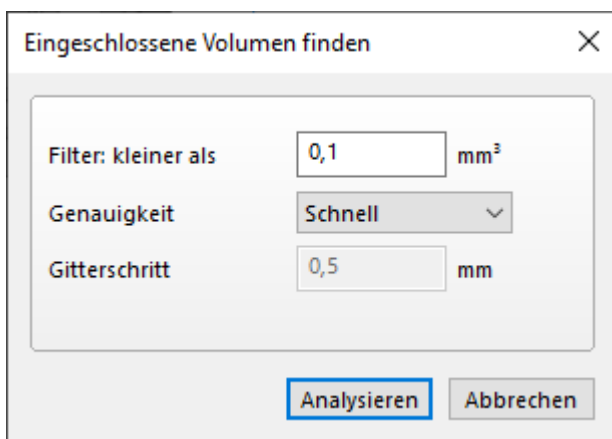 Eingeschlossene Volumen finden
Filter: kleiner als 0,1 mm³
Genauigkeit Schnell
Gitterschritt 0,5 mm
Analysieren Abbrechen